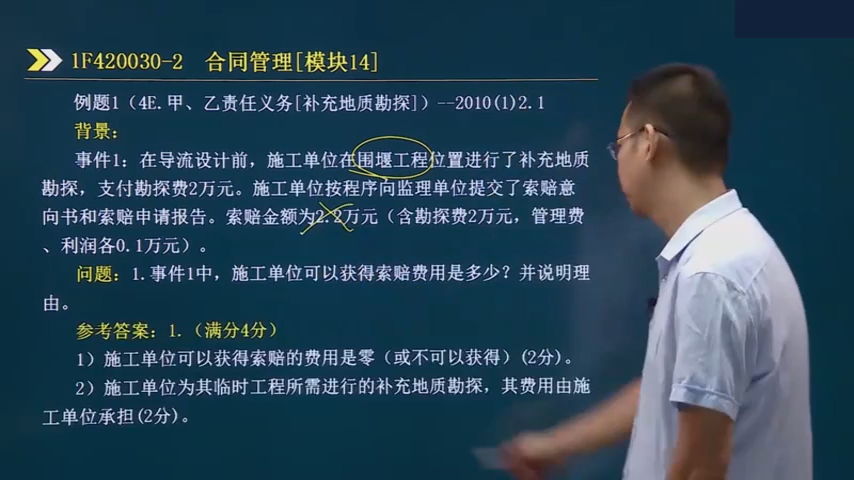 1F420030-2 合同管理[模块14]
例题1（4E.甲、乙责任义务[补充地质勘探]）--2010(1)2.1
背景：
事件1：在导流设计前，施工单位在围堰工程位置进行了补充地质
勘探，支付勘探费2万元。施工单位按程序向监理单位提交了索赔意
向书和索赔申请报告。索赔金额为2.2万元（含勘探费2万元，管理费
、利润各0.1万元）。
问题：1.事件1中，施工单位可以获得索赔费用是多少？并说明理
由。
参考答案：1.（满分4分）
1）施工单位可以获得索赔的费用是零（或不可以获得）(2分)。
2）施工单位为其临时工程所需进行的补充地质勘探，其费用由施
工单位承担(2分)。